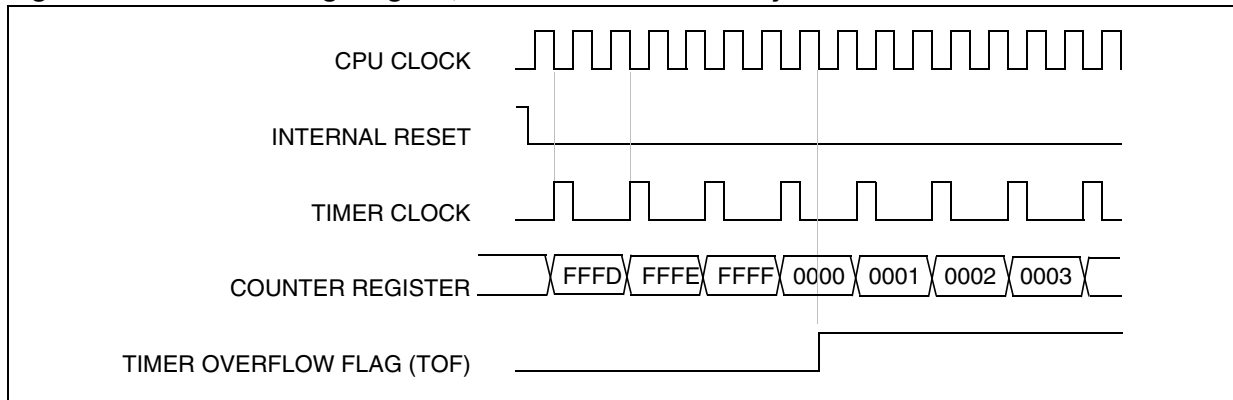 CPU CLOCK
INTERNAL RESET
TIMER CLOCK
COUNTER REGISTER
FFFD FFFE FFFF 0000 0001 0002 0003
TIMER OVERFLOW FLAG (TOF)